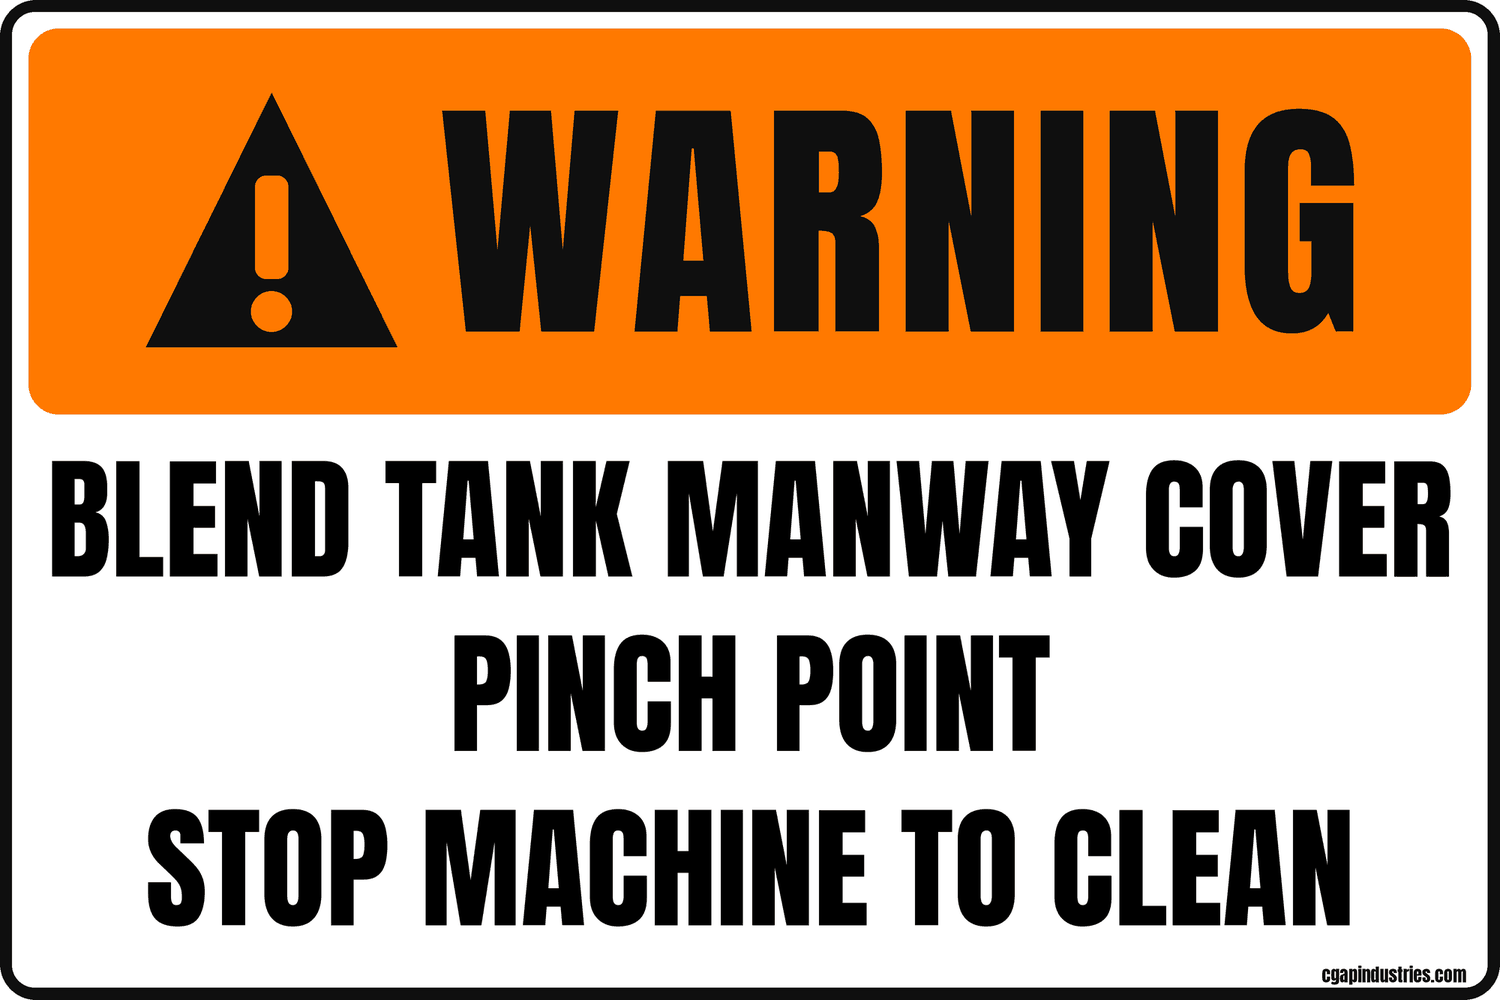 WARNING
BLEND TANK MANWAY COVER
PINCH POINT
STOP MACHINE TO CLEAN
cgapindustries.com